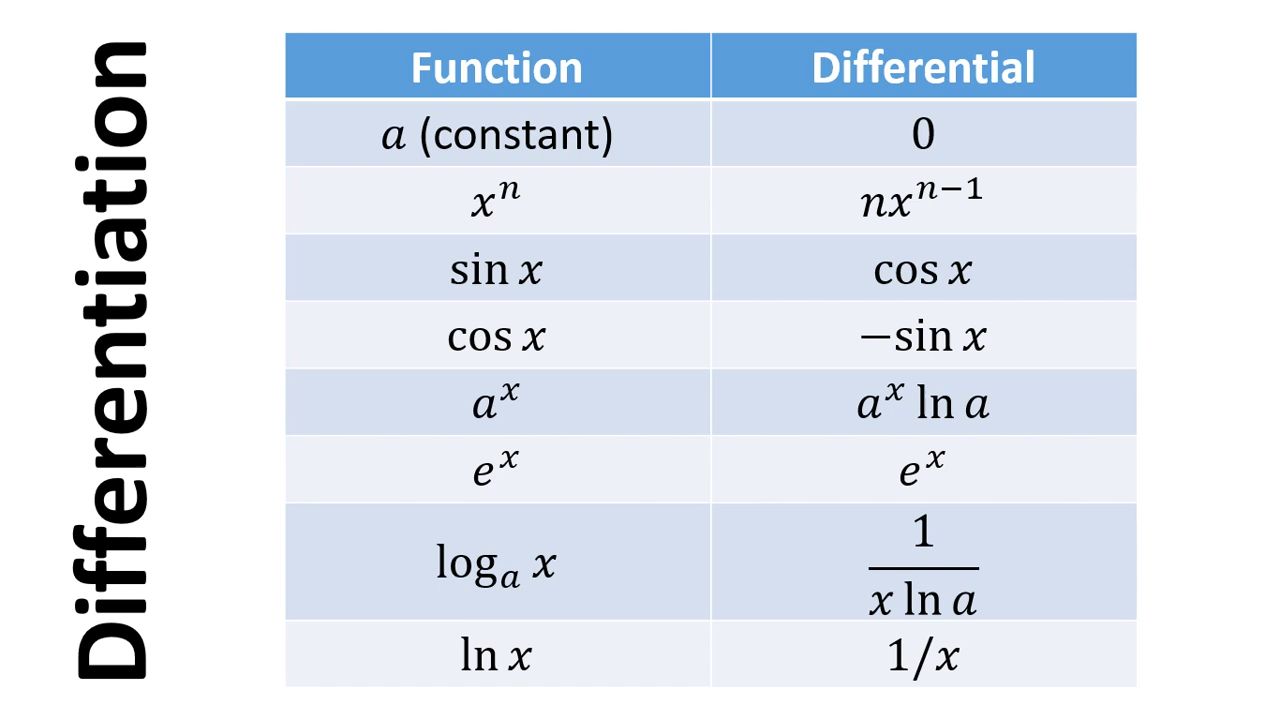 Differentiation
Function Differential
a (constant) 0
xⁿ nxⁿ⁻¹
sin x cos x
cos x −sin x
aˣ aˣ ln a
eˣ eˣ
logₐ x 1/(x ln a)
ln x 1/x